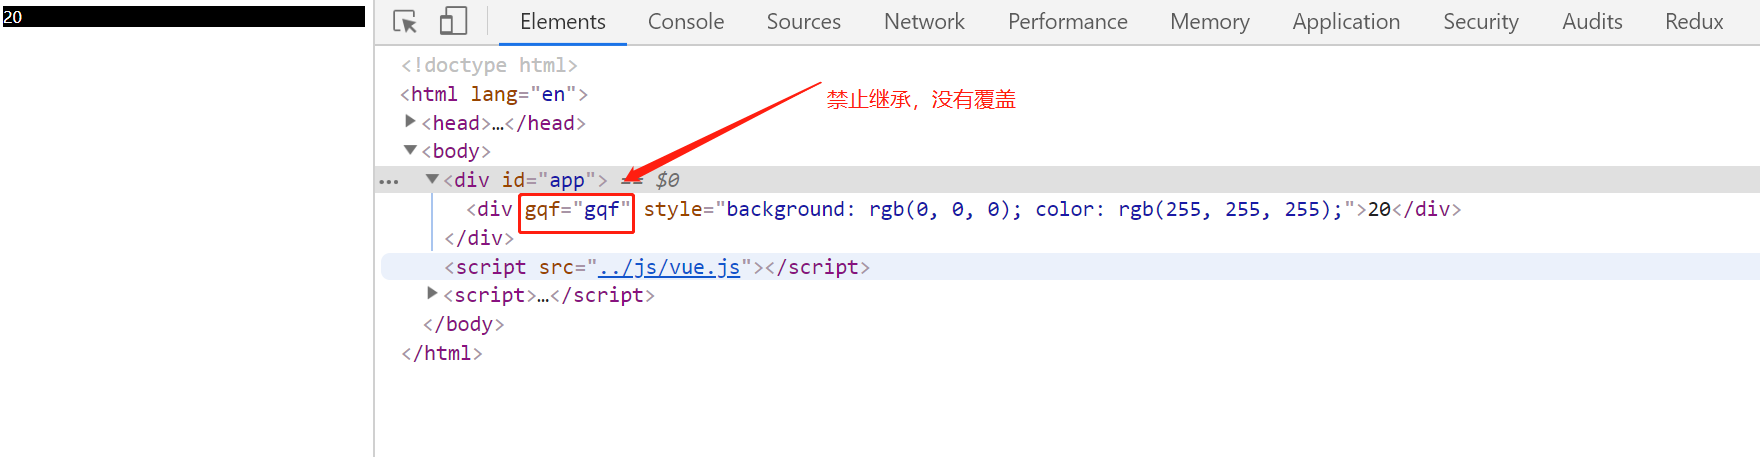 20
Elements Console Sources Network Performance Memory Application Security Audits Redux
<!doctype html>
禁止继承，没有覆盖
<html lang="en">
▶<head>…</head>
▼<body>
… ▼<div id="app"> == $0
<div gqf="gqf" style="background: rgb(0, 0, 0); color: rgb(255, 255, 255);">20</div>
</div>
<script src="../js/vue.js"></script>
▶<script>…</script>
</body>
</html>